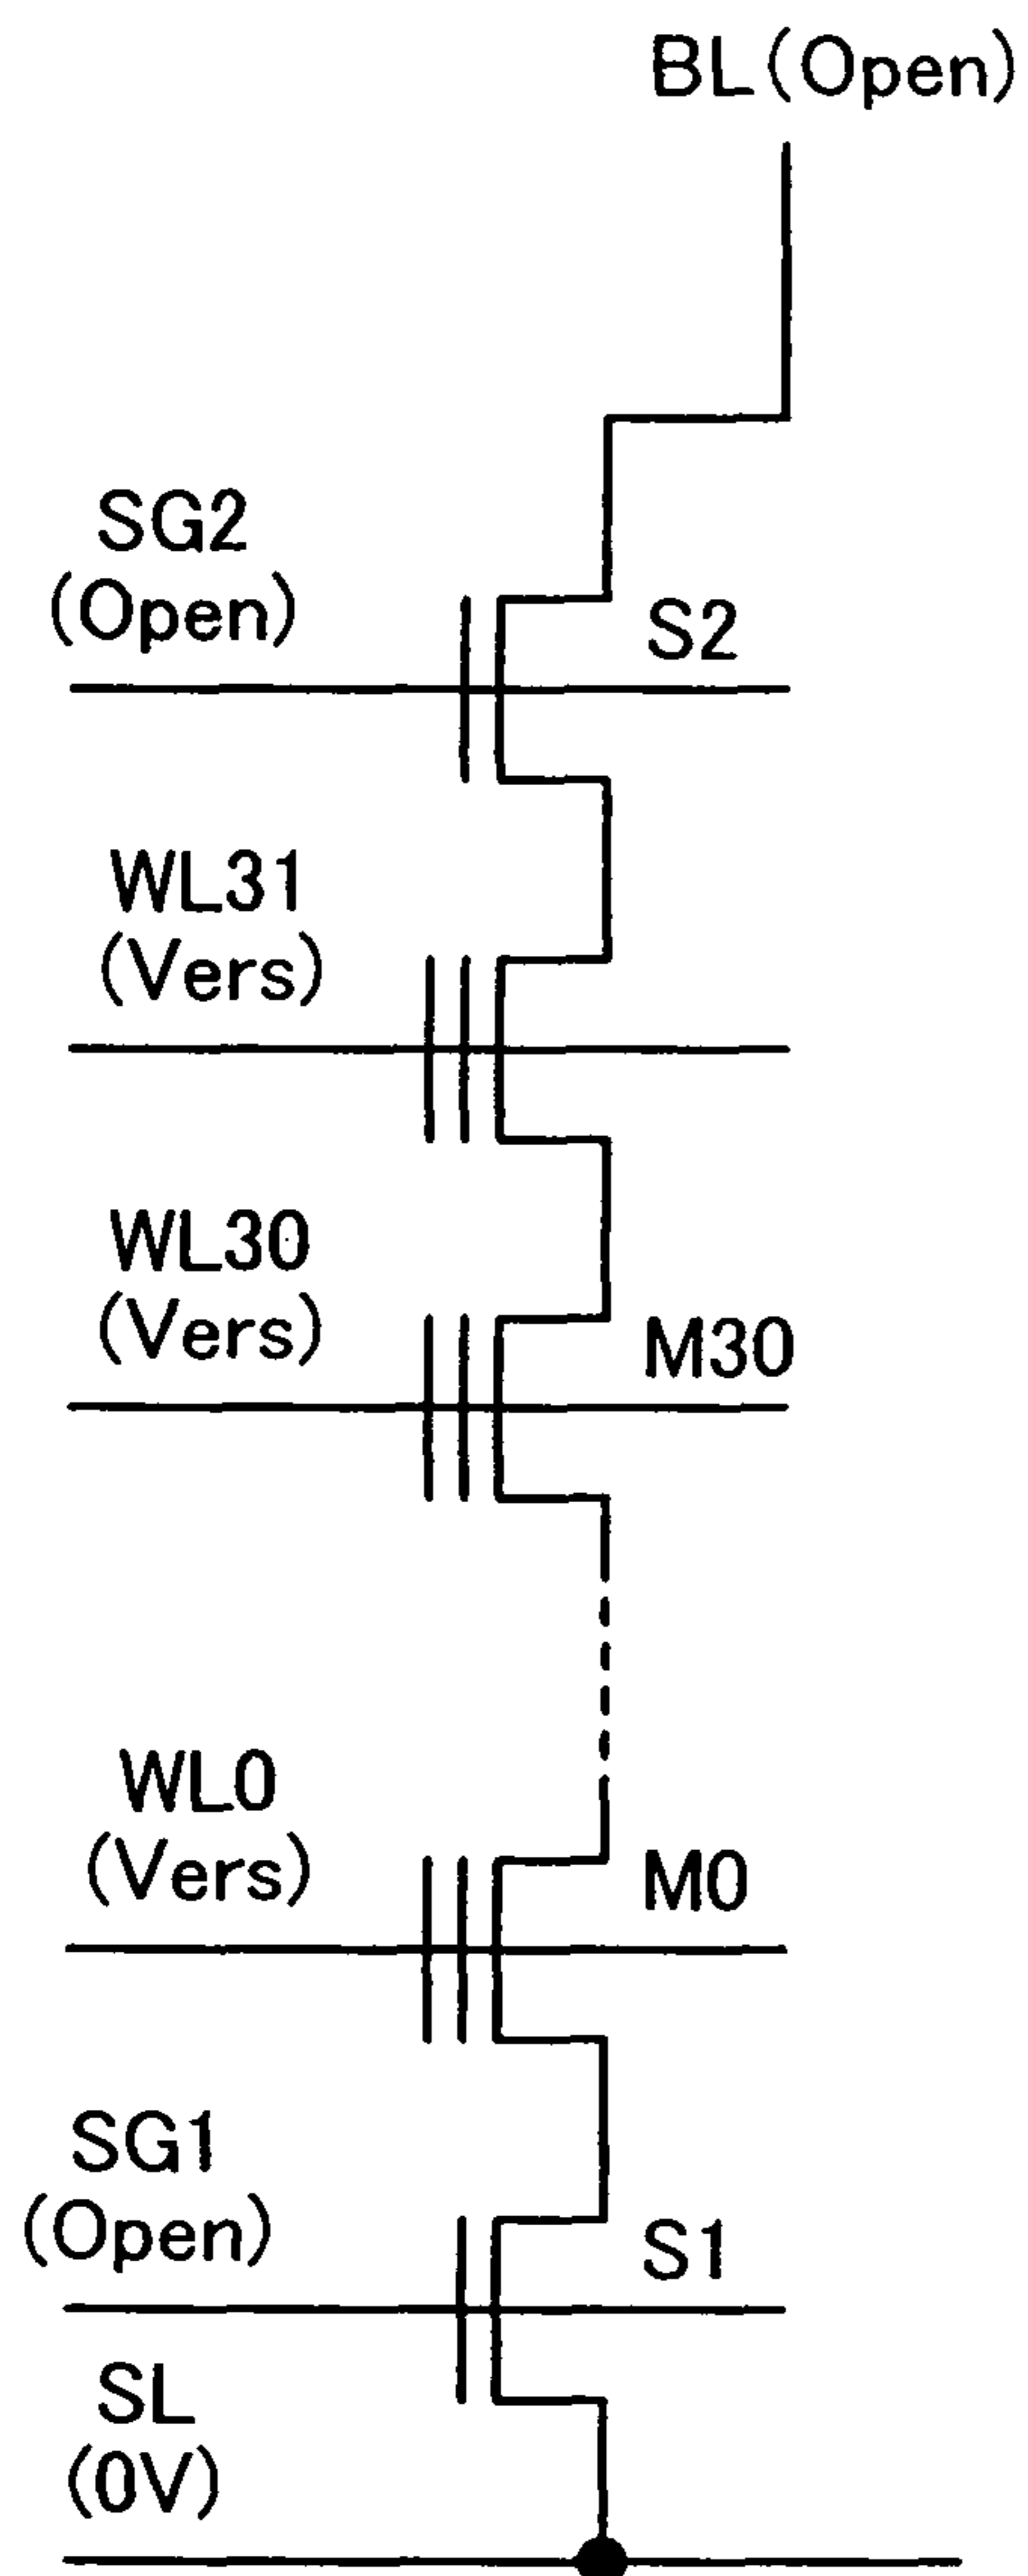 BL(Open)
SG2
(Open)
S2
WL31
(Vers)
WL30
(Vers)
M30
WL0
(Vers)
M0
SG1
(Open)
S1
SL
(0V)